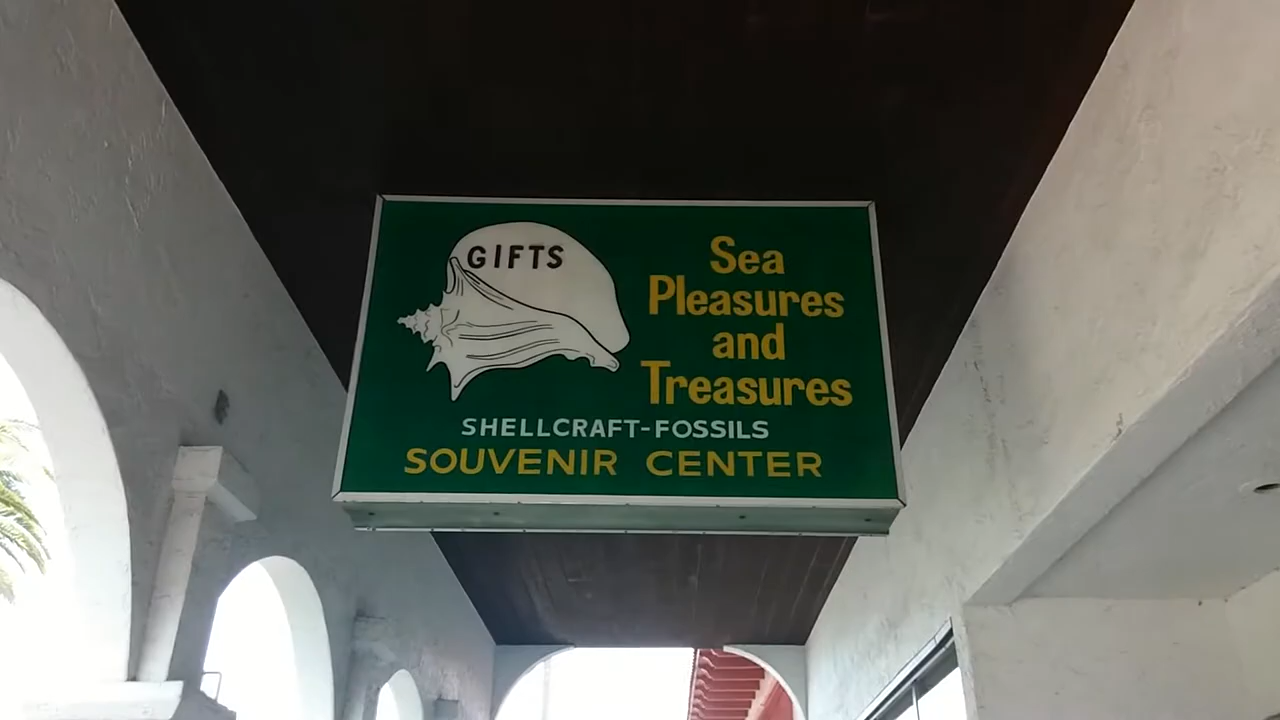 GIFTS
Sea
Pleasures
and
Treasures
SHELLCRAFT-FOSSILS
SOUVENIR CENTER